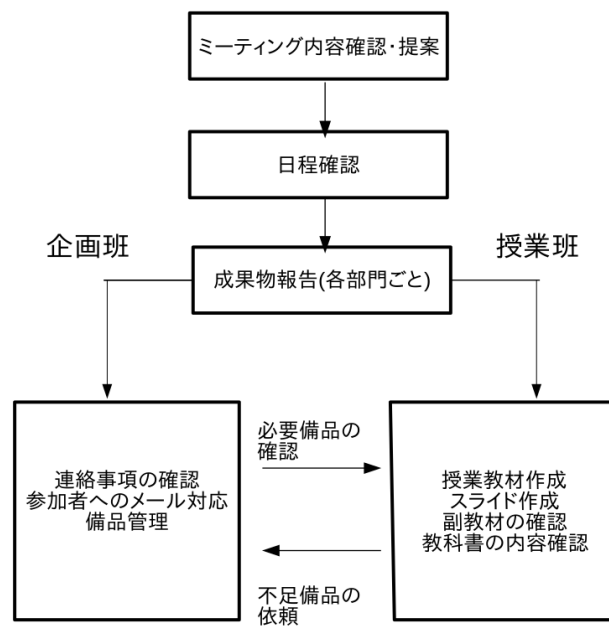 ミーティング内容確認・提案
日程確認
企画班
授業班
成果物報告(各部門ごと)
連絡事項の確認
参加者へのメール対応
備品管理
必要備品の
確認
不足備品の
依頼
授業教材作成
スライド作成
副教材の確認
教科書の内容確認